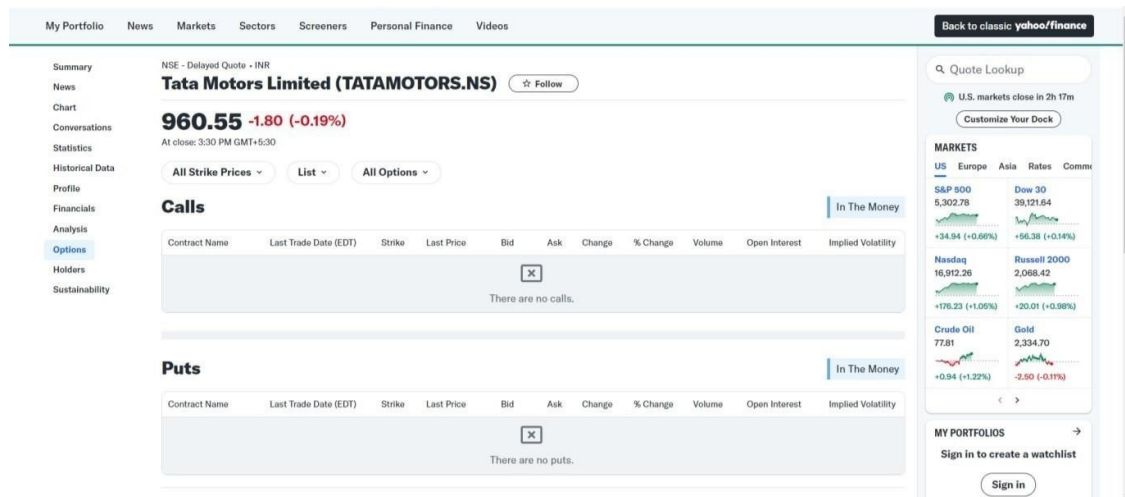 My Portfolio News Markets Sectors Screeners Personal Finance Videos
Back to classic yahoo!finance
Summary
News
Chart
Conversations
Statistics
Historical Data
Profile
Financials
Analysis
Options
Holders
Sustainability
NSE - Delayed Quote • INR
Tata Motors Limited (TATAMOTORS.NS) Follow
960.55 -1.80 (-0.19%)
At close: 3:30 PM GMT+5:30
All Strike Prices List All Options
Calls
In The Money
Contract Name Last Trade Date (EDT) Strike Last Price Bid Ask Change % Change Volume Open Interest Implied Volatility
There are no calls.
Puts
In The Money
Contract Name Last Trade Date (EDT) Strike Last Price Bid Ask Change % Change Volume Open Interest Implied Volatility
There are no puts.
Quote Lookup
U.S. markets close in 2h 17m
Customize Your Dock
MARKETS
US Europe Asia Rates Comm
S&P 500 Dow 30
5,302.78 39,121.64
+34.94 (+0.66%) +56.38 (+0.14%)
Nasdaq Russell 2000
16,912.26 2,068.42
+176.23 (+1.05%) +20.01 (+0.98%)
Crude Oil Gold
77.81 2,334.70
+0.94 (+1.22%) -2.50 (-0.11%)
MY PORTFOLIOS
Sign in to create a watchlist
Sign in